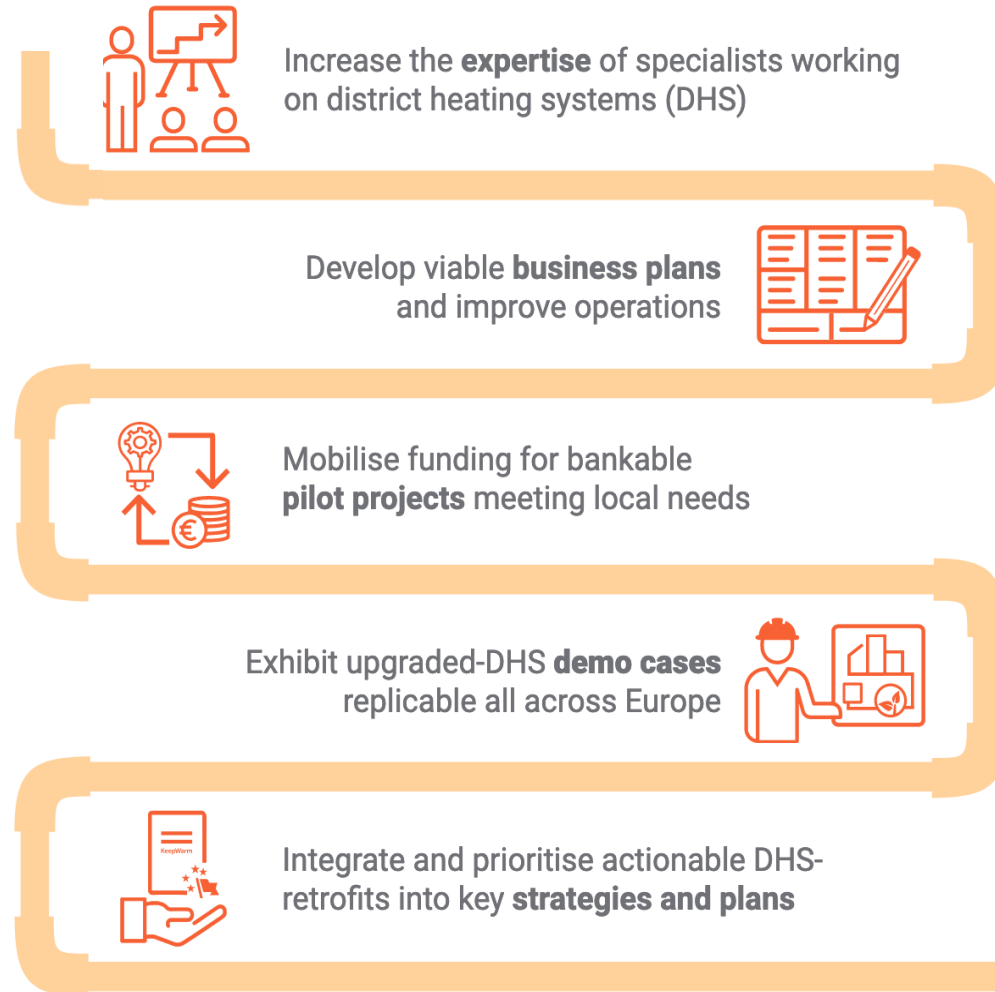 Increase the expertise of specialists working
on district heating systems (DHS)
Develop viable business plans
and improve operations
Mobilise funding for bankable
pilot projects meeting local needs
€
Exhibit upgraded-DHS demo cases
replicable all across Europe
KeepWarm
Integrate and prioritise actionable DHS-
retrofits into key strategies and plans